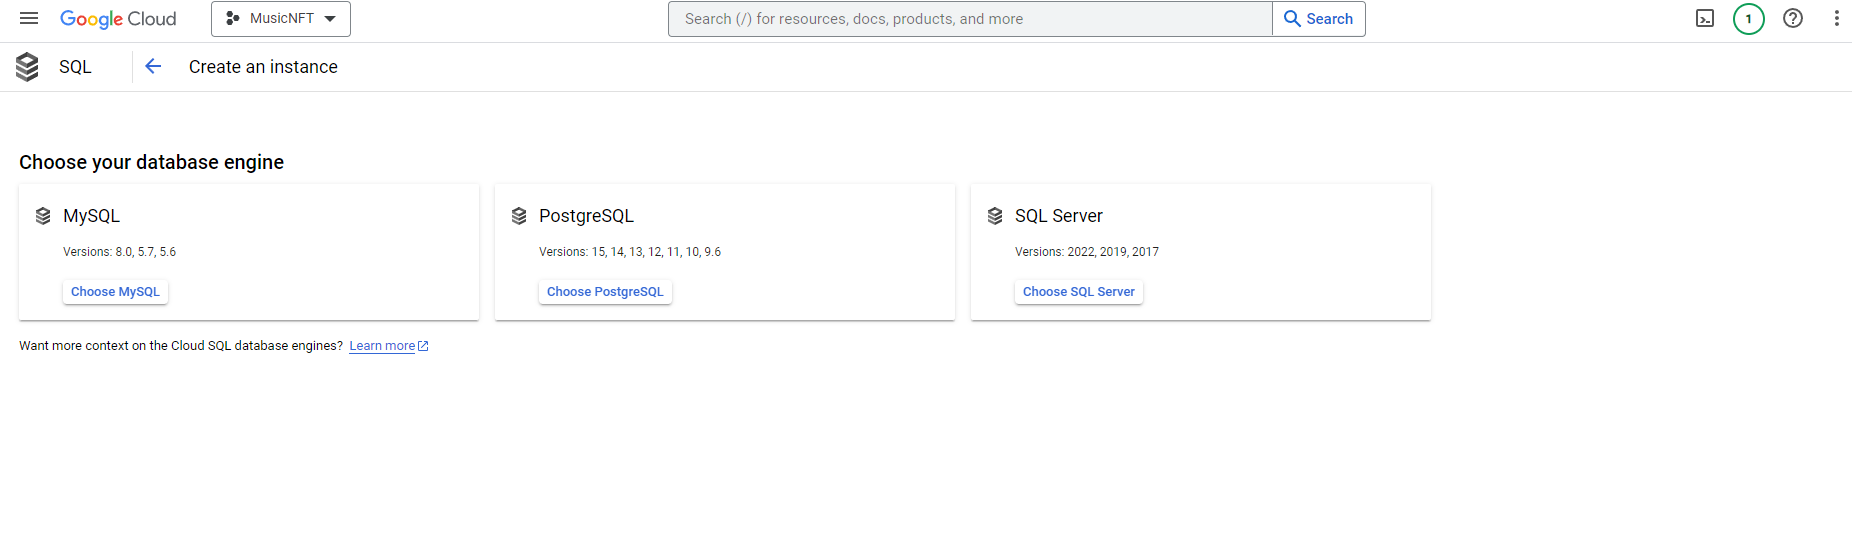 Google Cloud
MusicNFT
Search (/) for resources, docs, products, and more
Search
1
SQL
Create an instance
Choose your database engine
MySQL
Versions: 8.0, 5.7, 5.6
Choose MySQL
PostgreSQL
Versions: 15, 14, 13, 12, 11, 10, 9.6
Choose PostgreSQL
SQL Server
Versions: 2022, 2019, 2017
Choose SQL Server
Want more context on the Cloud SQL database engines? Learn more